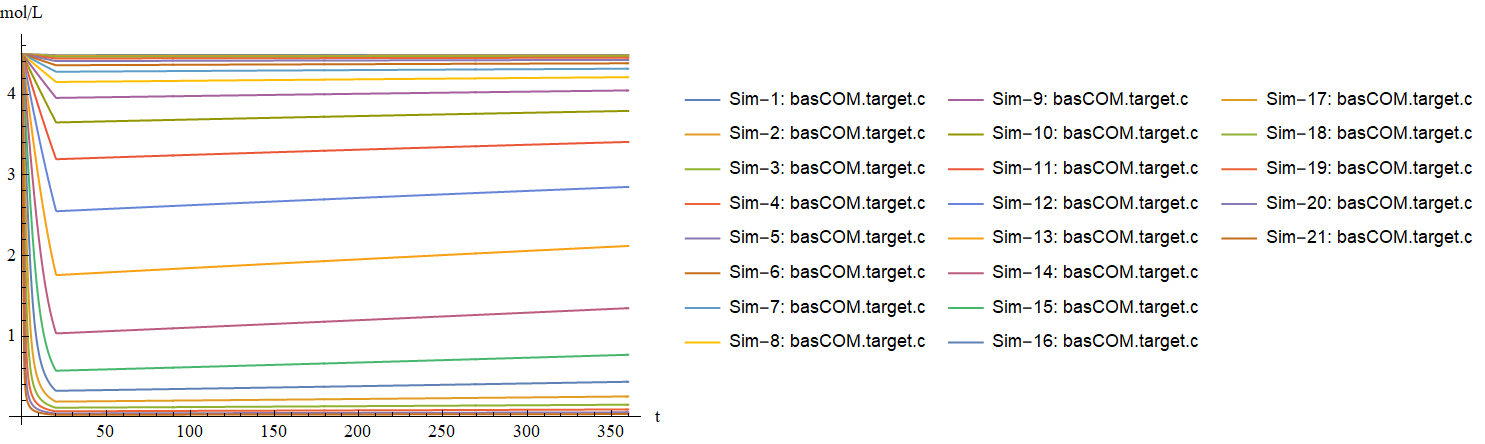 mol/L
4
3
2
1
50 100 150 200 250 300 350 t
Sim−1: basCOM.target.c Sim−9: basCOM.target.c Sim−17: basCOM.target.c
Sim−2: basCOM.target.c Sim−10: basCOM.target.c Sim−18: basCOM.target.c
Sim−3: basCOM.target.c Sim−11: basCOM.target.c Sim−19: basCOM.target.c
Sim−4: basCOM.target.c Sim−12: basCOM.target.c Sim−20: basCOM.target.c
Sim−5: basCOM.target.c Sim−13: basCOM.target.c Sim−21: basCOM.target.c
Sim−6: basCOM.target.c Sim−14: basCOM.target.c
Sim−7: basCOM.target.c Sim−15: basCOM.target.c
Sim−8: basCOM.target.c Sim−16: basCOM.target.c